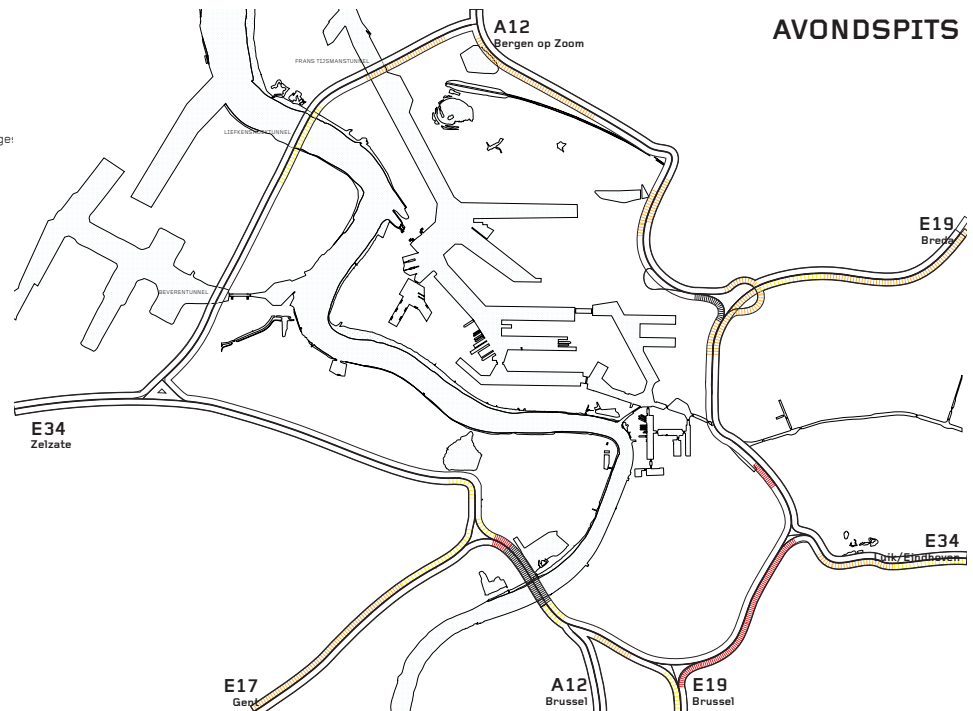 AVONDSPITS
A12
Bergen op Zoom
FRANS TIJSMANSTUNNEL
LIEFKENSHOEKTUNNEL
E19
Breda
BEVERENTUNNEL
E34
Zelzate
E34
Luik/Eindhoven
E17
Gent
A12
Brussel
E19
Brussel